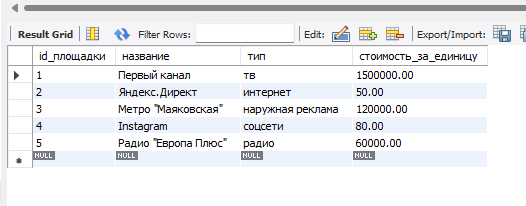 Result Grid Filter Rows: Edit: Export/Import:
id_площадки название тип стоимость_за_единицу
1 Первый канал тв 1500000.00
2 Яндекс.Директ интернет 50.00
3 Метро "Маяковская" наружная реклама 120000.00
4 Instagram соцсети 80.00
5 Радио "Европа Плюс" радио 60000.00
NULL NULL NULL NULL